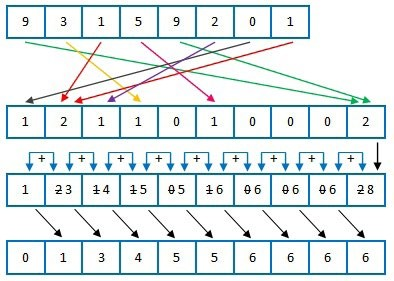 9 3 1 5 9 2 0 1
1 2 1 1 0 1 0 0 0 2
+ + + + + + + + +
1 2 3 1 4 1 5 0 5 1 6 0 6 0 6 0 6 2 8
0 1 3 4 5 5 6 6 6 6